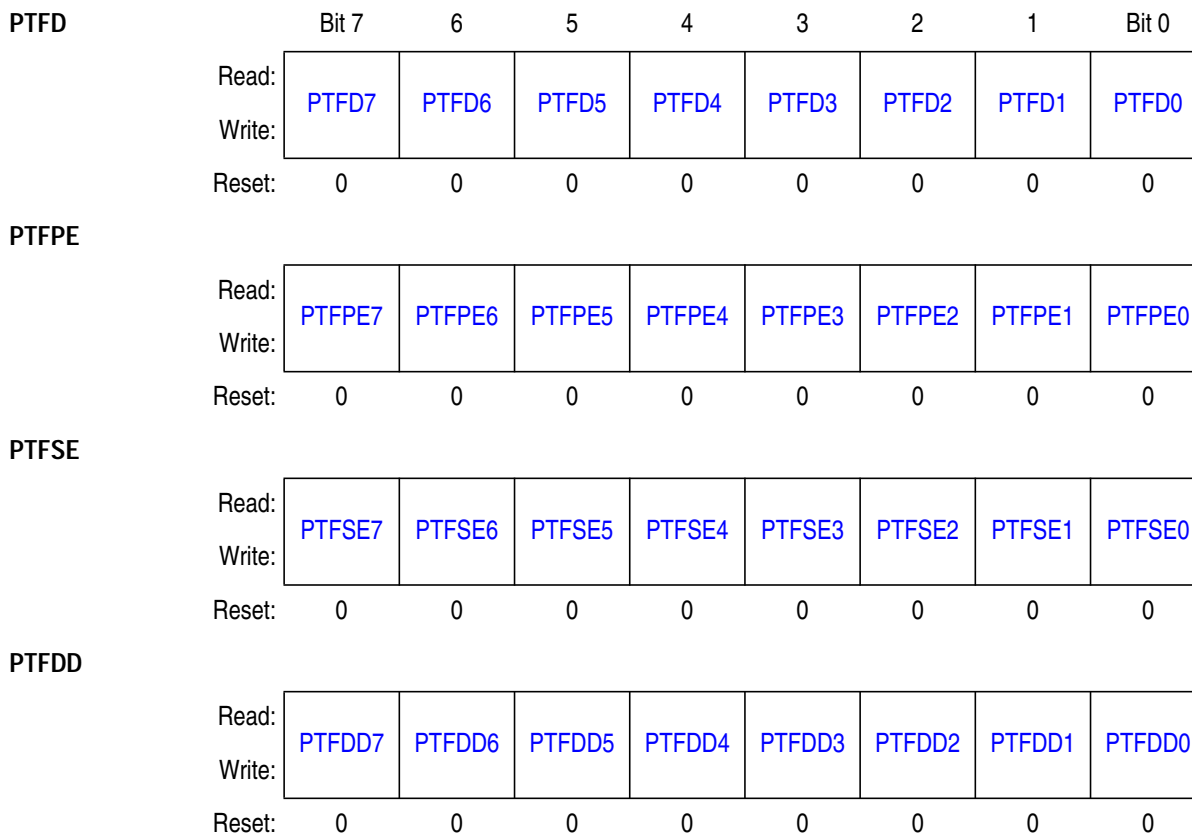 PTFD Bit 7 6 5 4 3 2 1 Bit 0
Read:
PTFD7 PTFD6 PTFD5 PTFD4 PTFD3 PTFD2 PTFD1 PTFD0
Write:
Reset: 0 0 0 0 0 0 0 0
PTFPE
Read:
PTFPE7 PTFPE6 PTFPE5 PTFPE4 PTFPE3 PTFPE2 PTFPE1 PTFPE0
Write:
Reset: 0 0 0 0 0 0 0 0
PTFSE
Read:
PTFSE7 PTFSE6 PTFSE5 PTFSE4 PTFSE3 PTFSE2 PTFSE1 PTFSE0
Write:
Reset: 0 0 0 0 0 0 0 0
PTFDD
Read:
PTFDD7 PTFDD6 PTFDD5 PTFDD4 PTFDD3 PTFDD2 PTFDD1 PTFDD0
Write:
Reset: 0 0 0 0 0 0 0 0